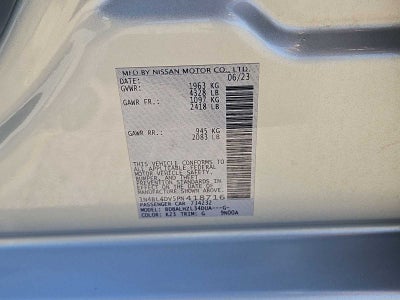 MFD BY NISSAN MOTOR CO., LTD.
DATE: 06/23
GVWR: 1963 KG
4328 LB
GAWR FR.: 1097 KG
2418 LB
GAWR RR.: 945 KG
2083 LB
THIS VEHICLE CONFORMS TO
ALL APPLICABLE FEDERAL
MOTOR VEHICLE SAFETY,
BUMPER, AND THEFT
PREVENTION STANDARDS IN
EFFECT ON THE DATE OF
MANUFACTURE SHOWN ABOVE.
1N4BL4DV5PN418716
PASSENGER CAR 714232
COLOR: K23 TRIM: G